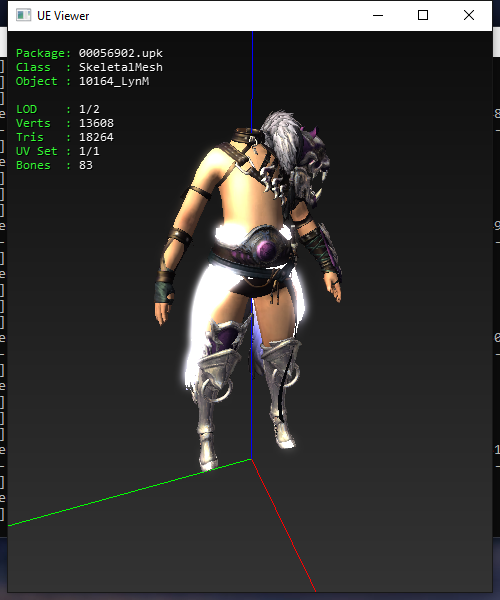 UE Viewer
Package: 00056902.upk
Class : SkeletalMesh
Object : 10164_LynM
LOD : 1/2
Verts : 13608
Tris : 18264
UV Set : 1/1
Bones : 83